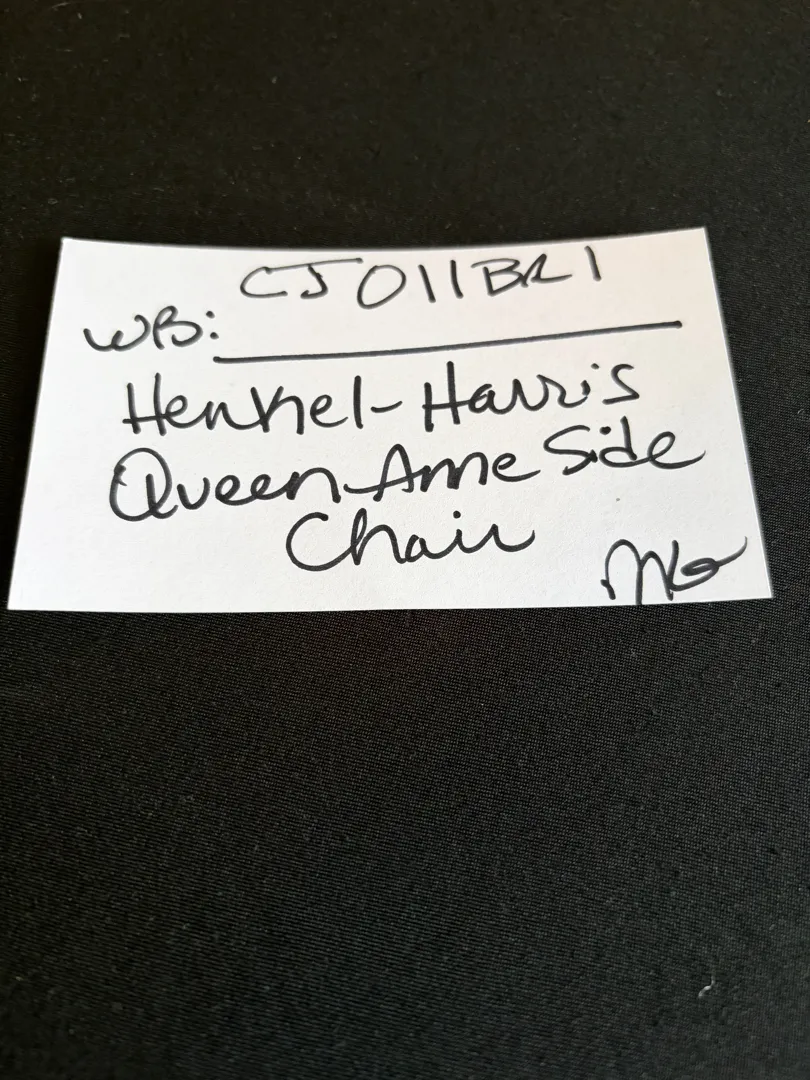 CJ011BR1
WB:
Henkel-Harris
Queen Anne Side
Chair